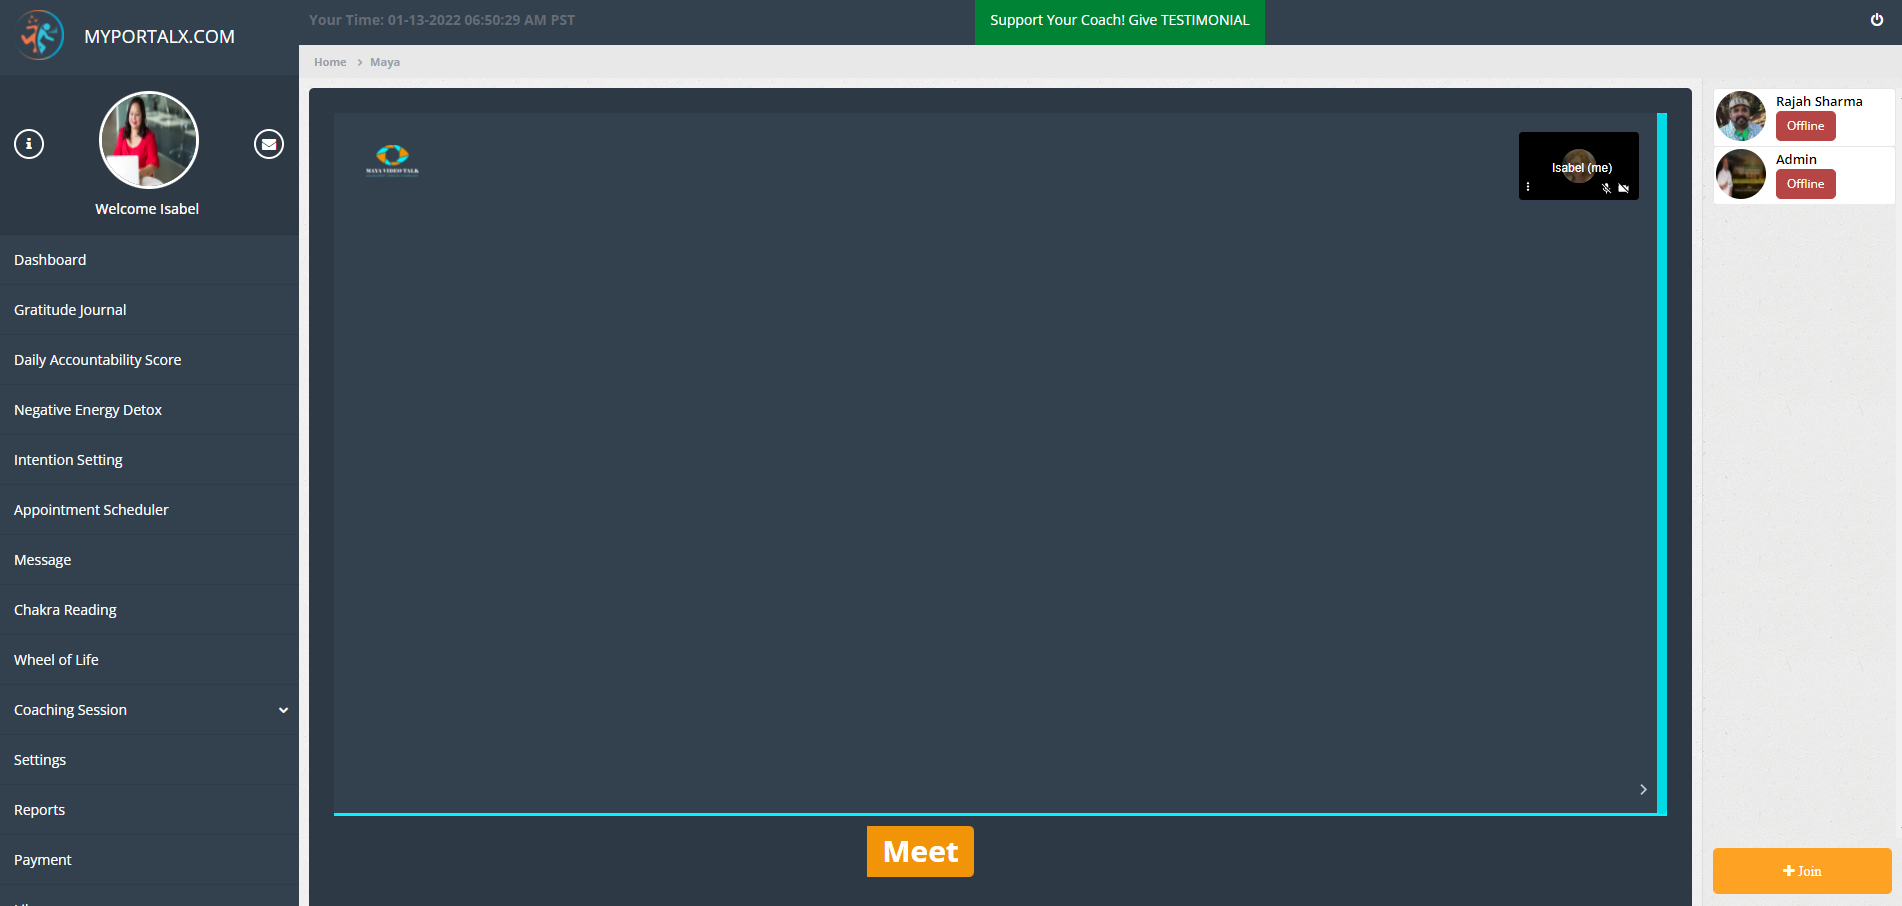 MYPORTALX.COM
Your Time: 01-13-2022 06:50:29 AM PST
Support Your Coach! Give TESTIMONIAL
Home > Maya
Welcome Isabel
Dashboard
Gratitude Journal
Daily Accountability Score
Negative Energy Detox
Intention Setting
Appointment Scheduler
Message
Chakra Reading
Wheel of Life
Coaching Session
Settings
Reports
Payment
MAYA VIDEO TALK
Isabel (me)
Meet
Rajah Sharma
Offline
Admin
Offline
Join